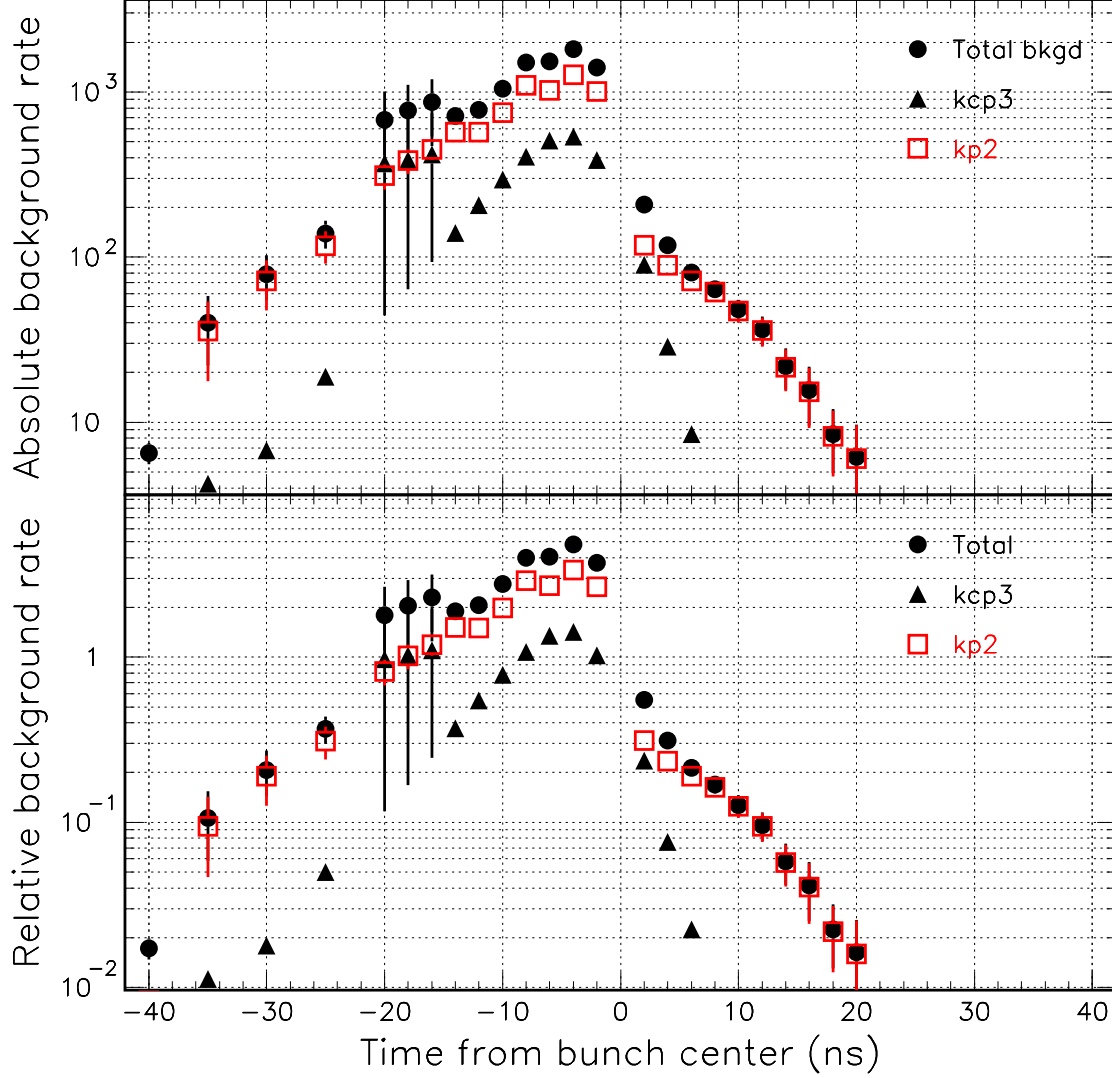 Absolute background rate
10^3
10^2
10
Total bkgd
kcp3
kp2
Relative background rate
1
10^-1
10^-2
Total
kcp3
kp2
−40 −30 −20 −10 0 10 20 30 40
Time from bunch center (ns)